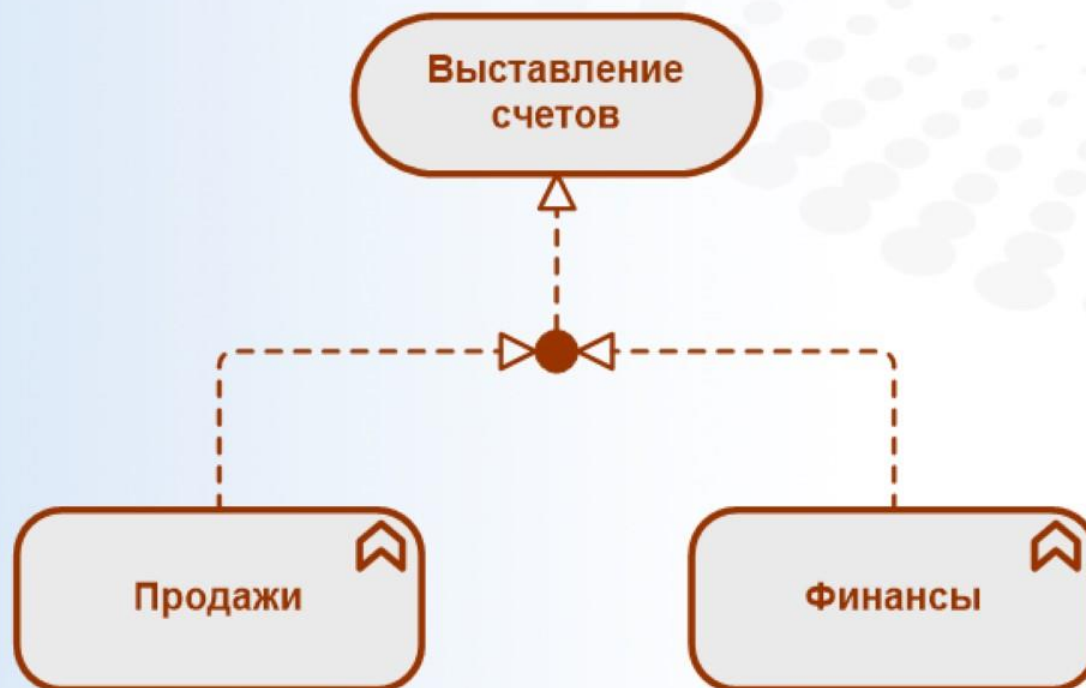 Выставление
счетов
Продажи
Финансы